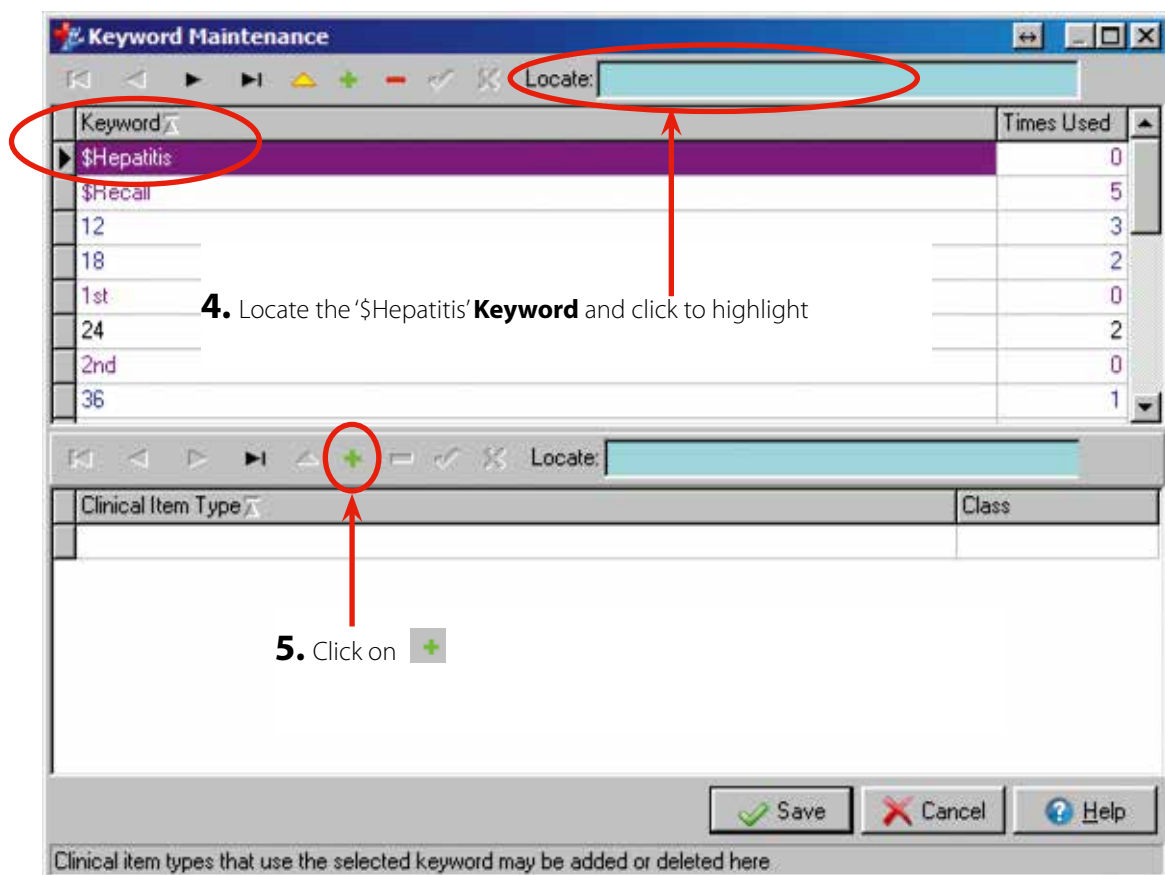 Keyword Maintenance
Locate:
Keyword Times Used
$Hepatitis 0
$Recall 5
12 3
18 2
1st 0
4. Locate the '$Hepatitis' Keyword and click to highlight
24 2
2nd 0
36 1
Locate:
Clinical Item Type Class
5. Click on +
Save Cancel Help
Clinical item types that use the selected keyword may be added or deleted here